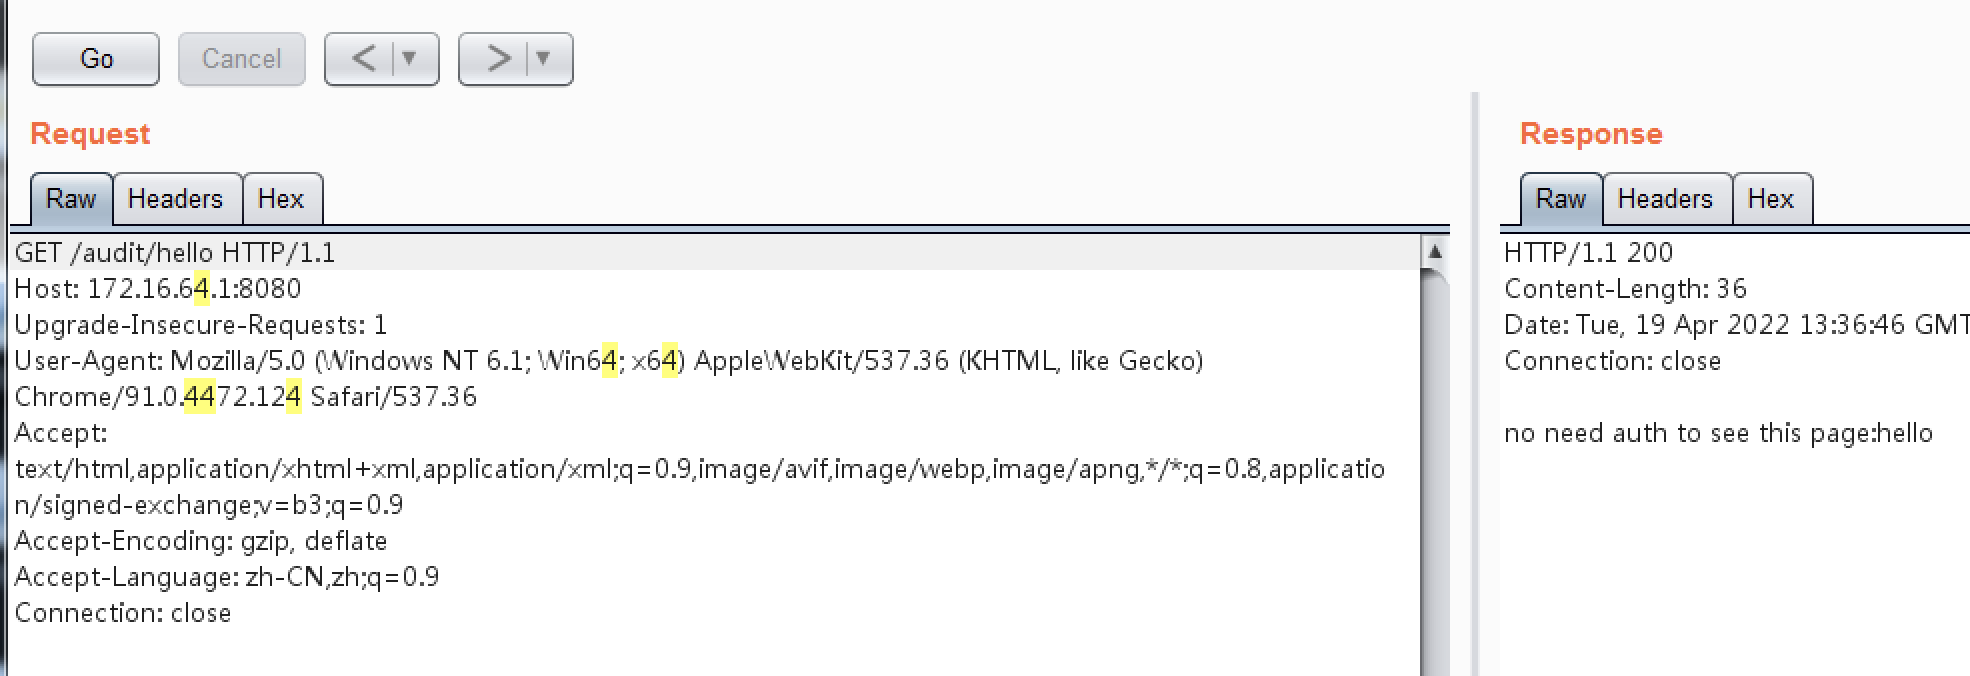 Go Cancel < >
Request
Raw Headers Hex
GET /audit/hello HTTP/1.1
Host: 172.16.64.1:8080
Upgrade-Insecure-Requests: 1
User-Agent: Mozilla/5.0 (Windows NT 6.1; Win64; x64) AppleWebKit/537.36 (KHTML, like Gecko)
Chrome/91.0.4472.124 Safari/537.36
Accept:
text/html,application/xhtml+xml,application/xml;q=0.9,image/avif,image/webp,image/apng,*/*;q=0.8,applicatio
n/signed-exchange;v=b3;q=0.9
Accept-Encoding: gzip, deflate
Accept-Language: zh-CN,zh;q=0.9
Connection: close
Response
Raw Headers Hex
HTTP/1.1 200
Content-Length: 36
Date: Tue, 19 Apr 2022 13:36:46 GMT
Connection: close
no need auth to see this page:hello